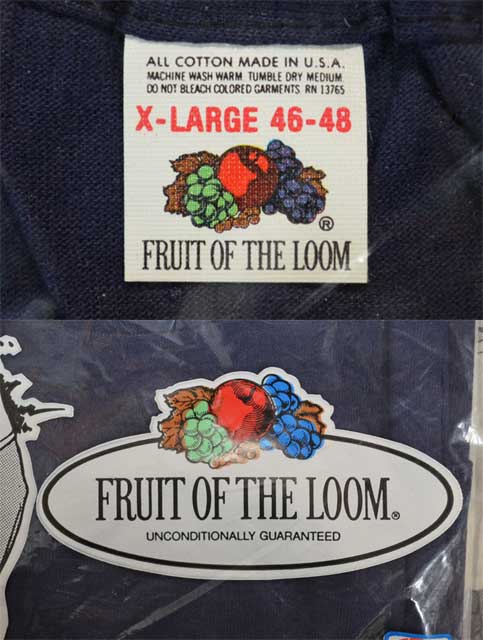 ALL COTTON MADE IN U.S.A.
MACHINE WASH WARM TUMBLE DRY MEDIUM
DO NOT BLEACH COLORED GARMENTS RN 13765
X-LARGE 46-48
®
FRUIT OF THE LOOM
FRUIT OF THE LOOM®
UNCONDITIONALLY GUARANTEED